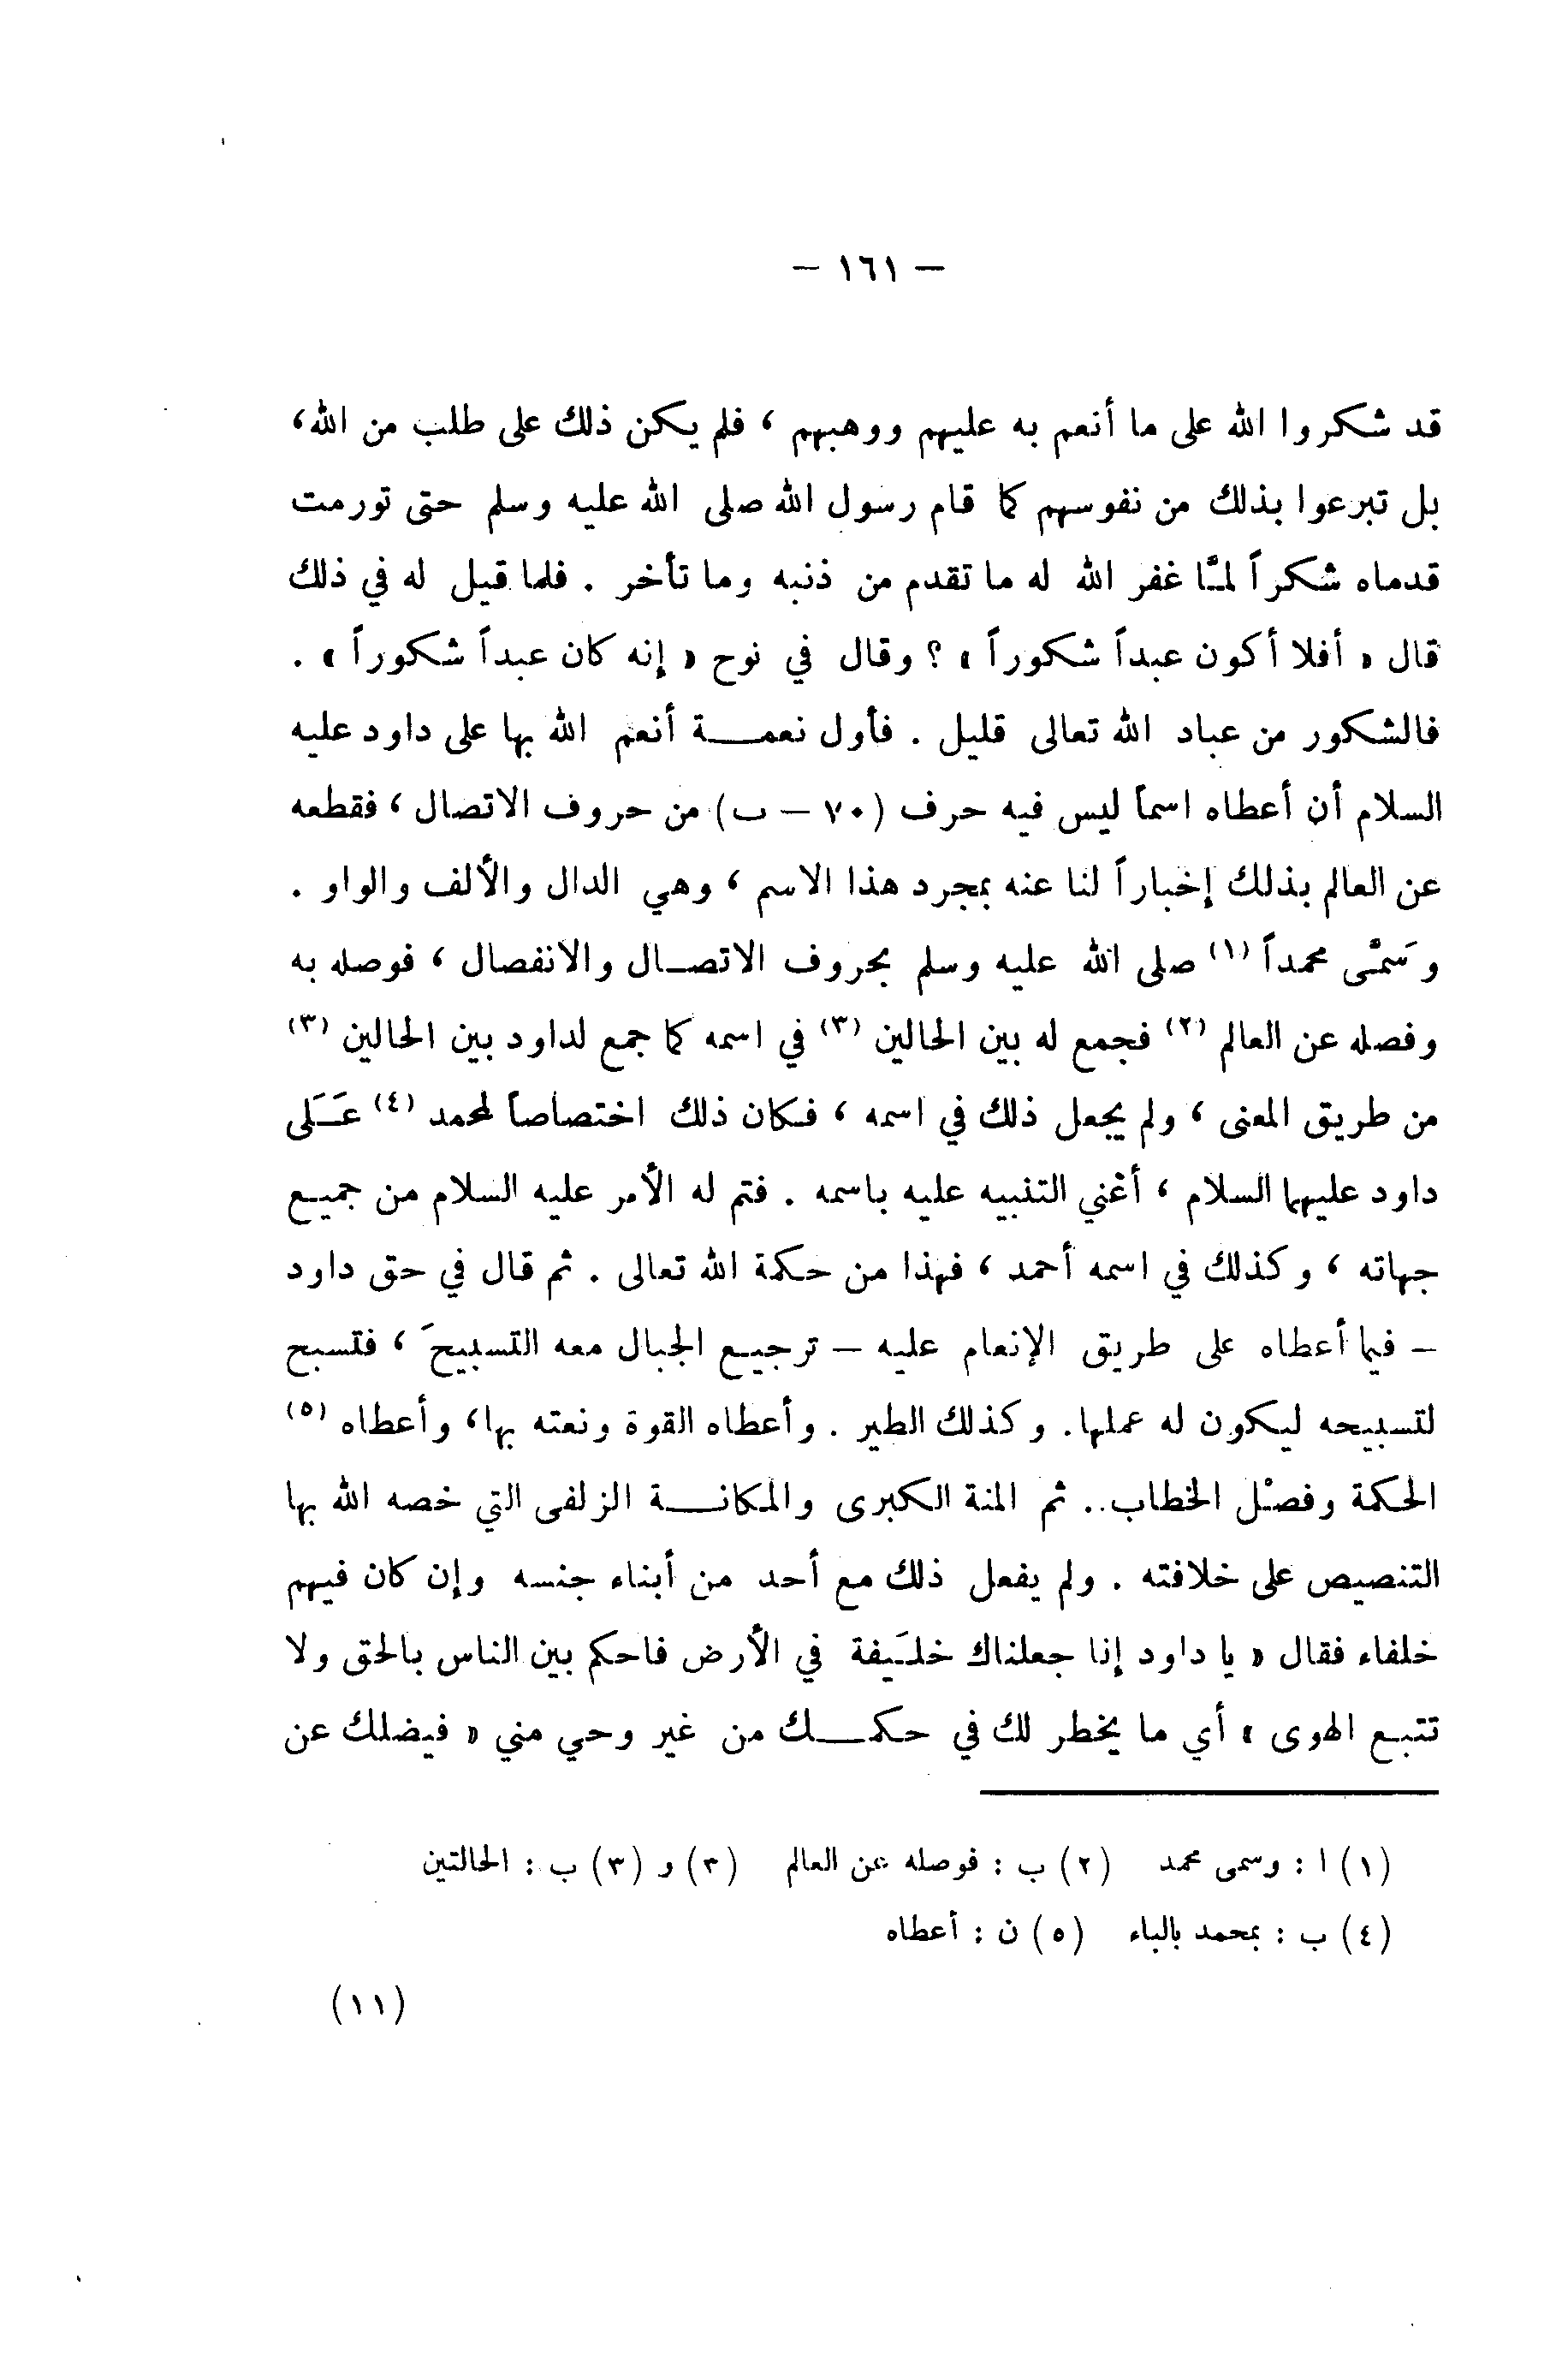 — ١٦١ —
قد شكروا الله على ما أنعم به عليهم ووهبهم ، فلم يكن ذلك على طلب من الله،
بل تبرعوا بذلك من نفوسهم كما قام رسول الله صلى الله عليه وسلم حتى تورمت
قدماه شكراً لمـَّا غفر الله له ما تقدم من ذنبه وما تأخر . فلما قيل له في ذلك
قال « أفلا أكون عبداً شكوراً » ؟ وقال في نوح « إنه كان عبداً شكوراً » .
فالشكور من عباد الله تعالى قليل . فأول نعمـــة أنعم الله بها على داود عليه
السلام أن أعطاه اسماً ليس فيه حرف (٧٠ — ب) من حروف الاتصال ، فقطعه
عن العالم بذلك إخباراً لنا عنه بمجرد هذا الاسم ، وهي الدال والألف والواو .
وسَمَّى محمداً (١) صلى الله عليه وسلم بحروف الاتصـال والانفصال ، فوصله به
وفصله عن العالم (٢) فجمع له بين الحالين (٣) في اسمه كما جمع لداود بين الحالين (٣)
من طريق المعنى ، ولم يجعل ذلك في اسمه ، فكان ذلك اختصاصاً لمحمد (٤) عَـَلى
داود عليهما السلام ، أعْني التنبيه عليه باسمه . فتم له الأمر عليه السلام من جميـع
جهاته ، وكذلك في اسمه أحمد ، فهذا من حكمة الله تعالى . ثم قال في حق داود
— فيما أعطاه على طريق الإنعام عليه — ترجيـع الجبال معه التسبيحَ ، فتسبح
لتسبيحه ليكون له عملها. وكذلك الطير . وأعطاه القوة ونعته بها، وأعطاه (٥)
الحكمة وفصْل الخطاب.. ثم المنة الكبرى والمكانـــة الزلفى التي خصه الله بها
التنصيص على خلافته . ولم يفعل ذلك مع أحد من أبناء جنسه وإن كان فيهم
خلفاء فقال « يا داود إنا جعلناك خلـَيفة في الأرض فاحكم بين الناس بالحق ولا
تتبـع الهوى » أي ما يخطر لك في حكمـــك من غير وحي مني « فيضلك عن
(١) ا : وسمى محمد (٢) ب : فوصله عن العالم (٣) و (٣) ب : الحالتين
(٤) ب : بمحمد بالباء (٥) ن : أعطاه
(١١)